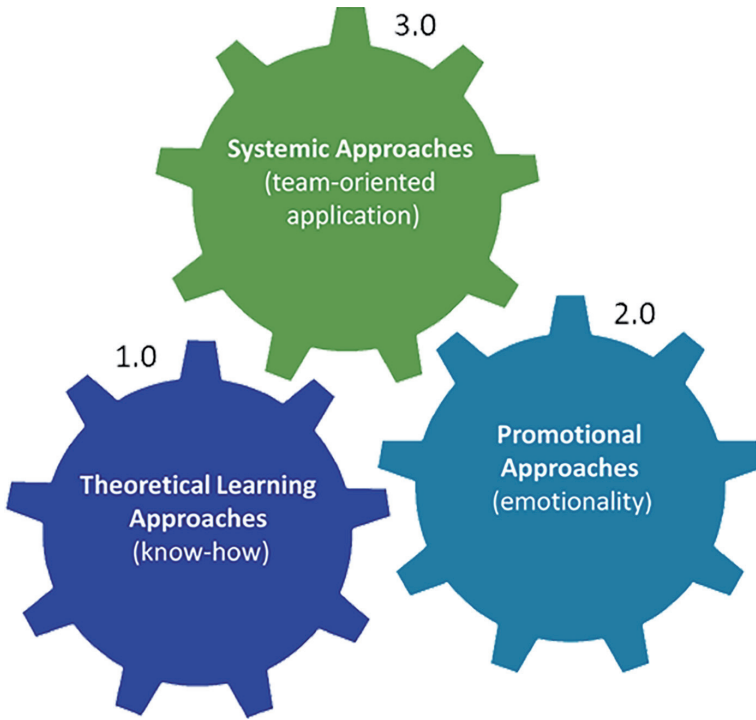 3.0
Systemic Approaches
(team-oriented
application)
2.0
Promotional
Approaches
(emotionality)
1.0
Theoretical Learning
Approaches
(know-how)